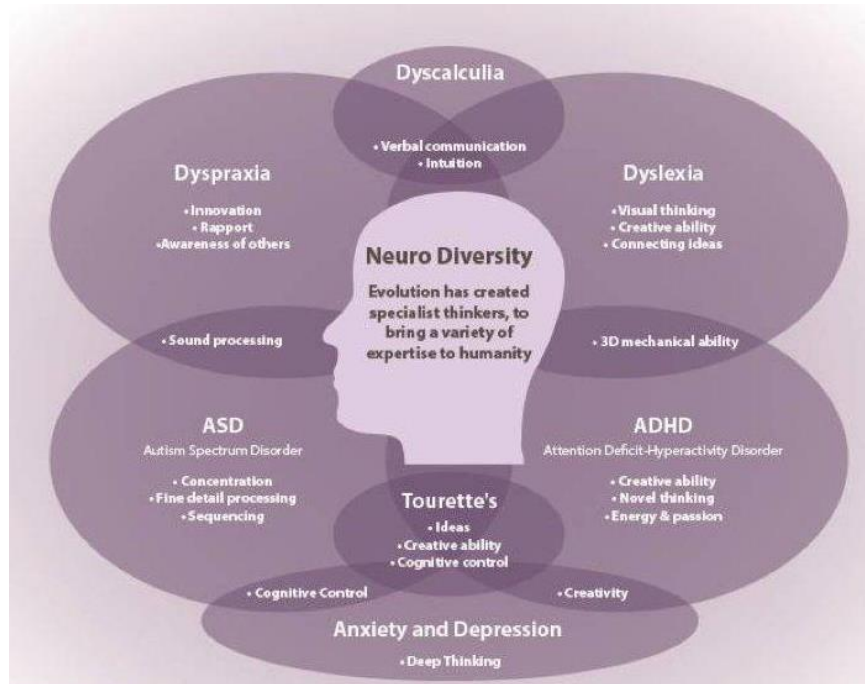 Dyscalculia
• Verbal communication
• Intuition
Dyspraxia
• Innovation
• Rapport
•Awareness of others
Dyslexia
• Visual thinking
• Creative ability
• Connecting ideas
Neuro Diversity
Evolution has created
specialist thinkers, to
bring a variety of
expertise to humanity
• Sound processing
• 3D mechanical ability
ASD
Autism Spectrum Disorder
• Concentration
•Fine detail processing
• Sequencing
ADHD
Attention Deficit-Hyperactivity Disorder
• Creative ability
• Novel thinking
• Energy & passion
Tourette's
• Ideas
• Creative ability
• Cognitive control
• Cognitive Control
• Creativity
Anxiety and Depression
• Deep Thinking